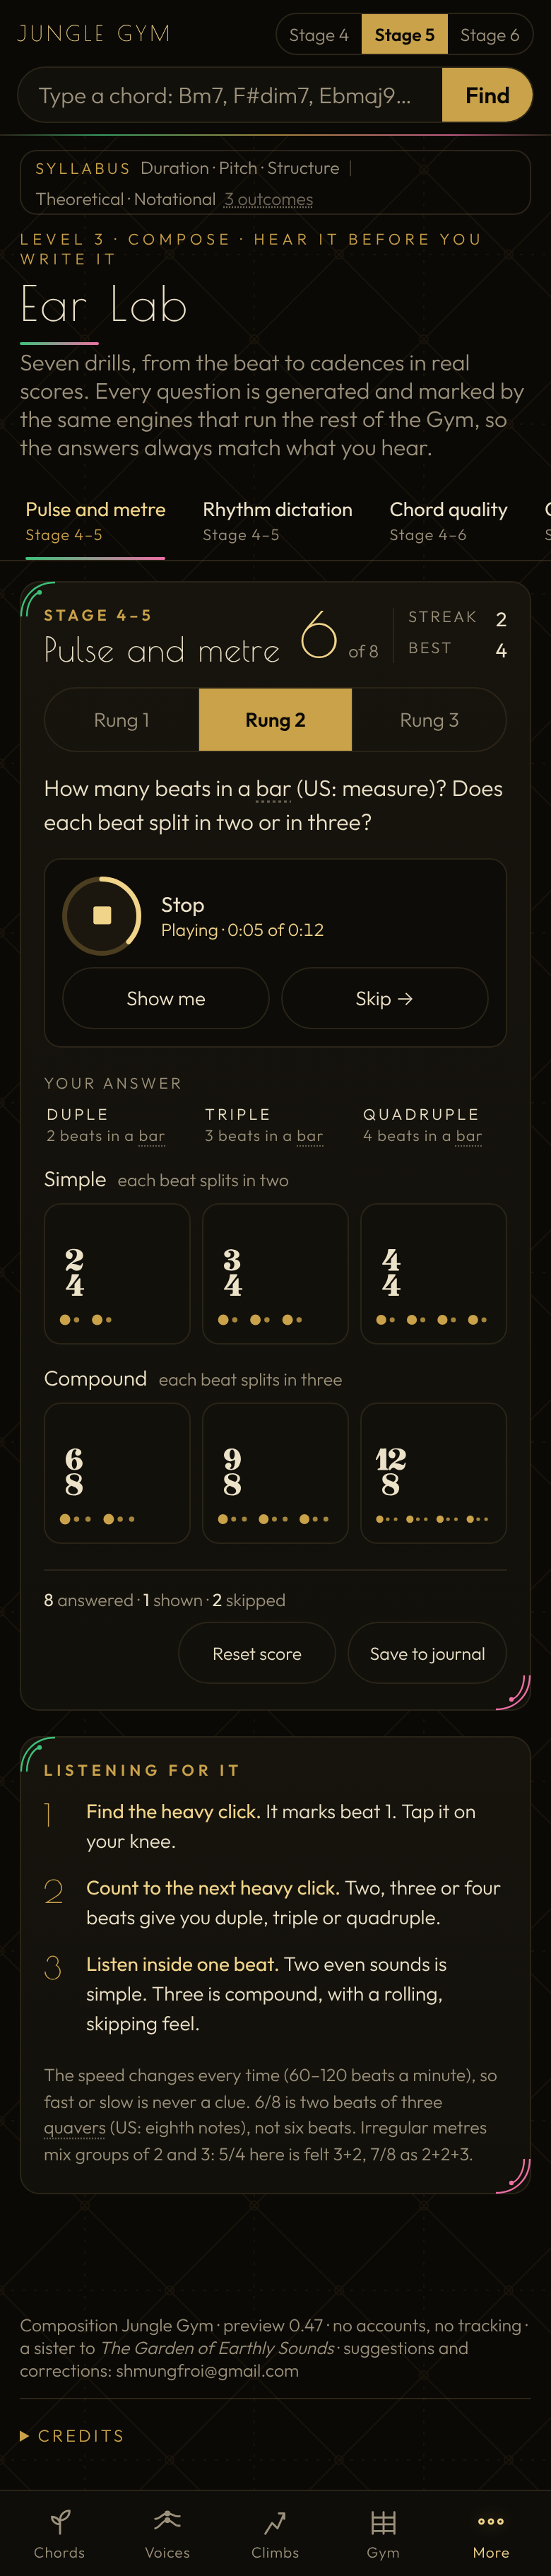 JUNGLE GYM
Stage 4 Stage 5 Stage 6
Type a chord: Bm7, F#dim7, Ebmaj9... Find
SYLLABUS Duration · Pitch · Structure |
Theoretical · Notational 3 outcomes
LEVEL 3 · COMPOSE · HEAR IT BEFORE YOU
WRITE IT
Ear Lab
Seven drills, from the beat to cadences in real
scores. Every question is generated and marked by
the same engines that run the rest of the Gym, so
the answers always match what you hear.
Pulse and metre Rhythm dictation Chord quality
Stage 4–5 Stage 4–5 Stage 4–6
STAGE 4–5
Pulse and metre 6 of 8
STREAK 2
BEST 4
Rung 1 Rung 2 Rung 3
How many beats in a bar (US: measure)? Does
each beat split in two or in three?
Stop
Playing · 0:05 of 0:12
Show me Skip →
YOUR ANSWER
DUPLE TRIPLE QUADRUPLE
2 beats in a bar 3 beats in a bar 4 beats in a bar
Simple each beat splits in two
2 3 4
4 4 4
Compound each beat splits in three
6 9 12
8 8 8
8 answered · 1 shown · 2 skipped
Reset score Save to journal
LISTENING FOR IT
1 Find the heavy click. It marks beat 1. Tap it on
your knee.
2 Count to the next heavy click. Two, three or four
beats give you duple, triple or quadruple.
3 Listen inside one beat. Two even sounds is
simple. Three is compound, with a rolling,
skipping feel.
The speed changes every time (60–120 beats a minute), so
fast or slow is never a clue. 6/8 is two beats of three
quavers (US: eighth notes), not six beats. Irregular metres
mix groups of 2 and 3: 5/4 here is felt 3+2, 7/8 as 2+2+3.
Composition Jungle Gym · preview 0.47 · no accounts, no tracking ·
a sister to The Garden of Earthly Sounds · suggestions and
corrections: shmungfroi@gmail.com
▶ CREDITS
Chords Voices Climbs Gym More